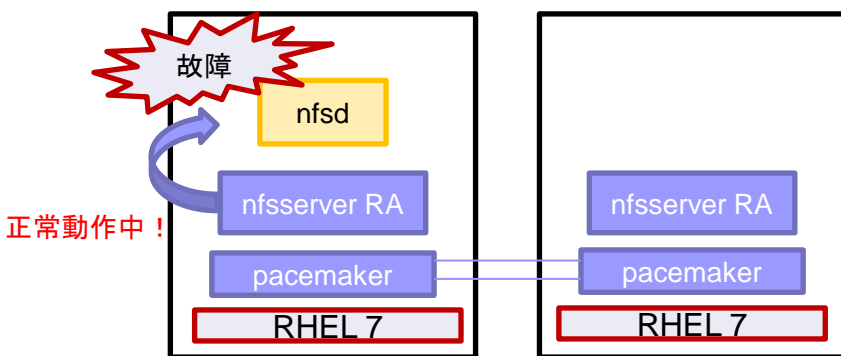 故障
nfsd
nfsserver RA
正常動作中！
pacemaker
RHEL 7
nfsserver RA
pacemaker
RHEL 7